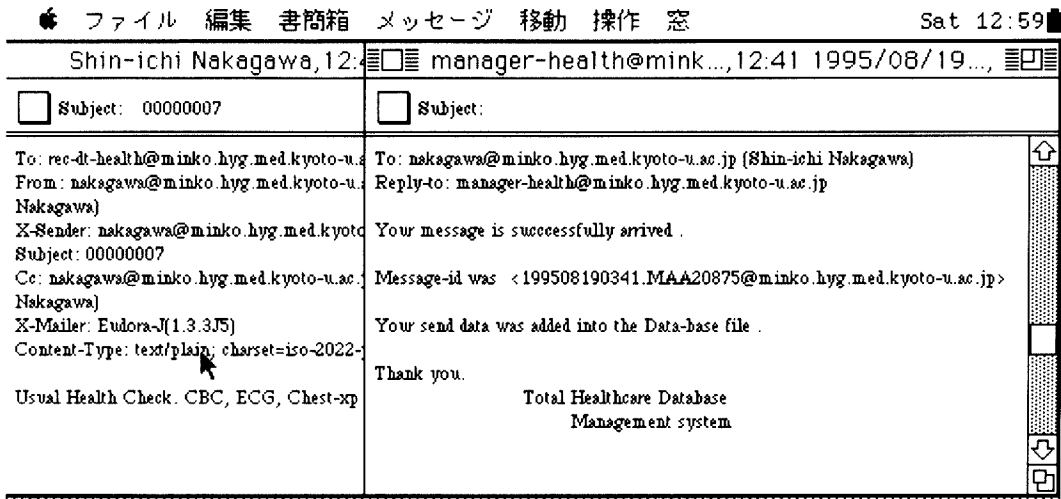 ファイル 編集 書簡箱 メッセージ 移動 操作 窓 Sat 12:59
Shin-ichi Nakagawa,12:4
Subject: 00000007
To: rec-dt-health@minko.hyg.med.kyoto-u.a
From: nakagawa@minko.hyg.med.kyoto-u.a
Nakagawa)
X-Sender: nakagawa@minko.hyg.med.kyoto
Subject: 00000007
Cc: nakagawa@minko.hyg.med.kyoto-u.ac.j
Nakagawa)
X-Mailer: Eudora-J(1.3.3J5)
Content-Type: text/plain; charset=iso-2022-j
Usual Health Check. CBC, ECG, Chest-xp
manager-health@mink...,12:41 1995/08/19...,
Subject:
To: nakagawa@minko.hyg.med.kyoto-u.ac.jp (Shin-ichi Nakagawa)
Reply-to: manager-health@minko.hyg.med.kyoto-u.ac.jp
Your message is succcessfully arrived .
Message-id was <199508190341.MAA20875@minko.hyg.med.kyoto-u.ac.jp>
Your send data was added into the Data-base file .
Thank you.
Total Healthcare Database
Management system